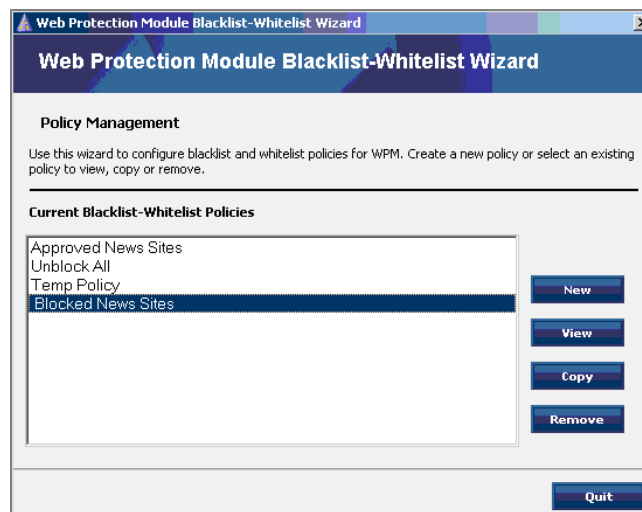 Web Protection Module Blacklist-Whitelist Wizard
Web Protection Module Blacklist-Whitelist Wizard
Policy Management
Use this wizard to configure blacklist and whitelist policies for WPM. Create a new policy or select an existing
policy to view, copy or remove.
Current Blacklist-Whitelist Policies
Approved News Sites
Unblock All
Temp Policy
Blocked News Sites
New
View
Copy
Remove
Quit